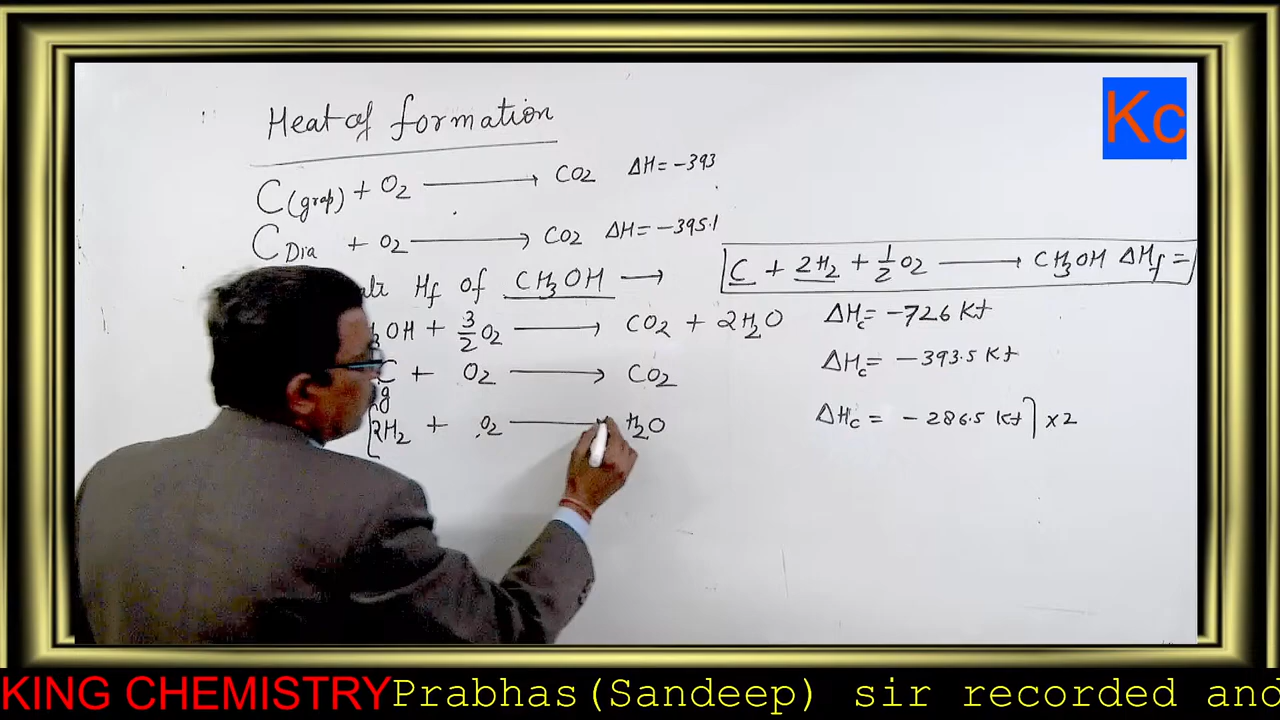 Kc
Heat of formation
C(grap) + O2 → CO2 ΔH = -393
CDia + O2 → CO2 ΔH = -395.1
Hf of CH3OH →
C + 2H2 + 1/2 O2 → CH3OH ΔHf =
OH + 3/2 O2 → CO2 + 2H2O ΔHc = -726 KJ
C + O2 → CO2 ΔHc = -393.5 KJ
g
[2H2 + O2 → H2O ΔHc = -286.5 KJ] x2
KING CHEMISTRY Prabhas(Sandeep) sir recorded and